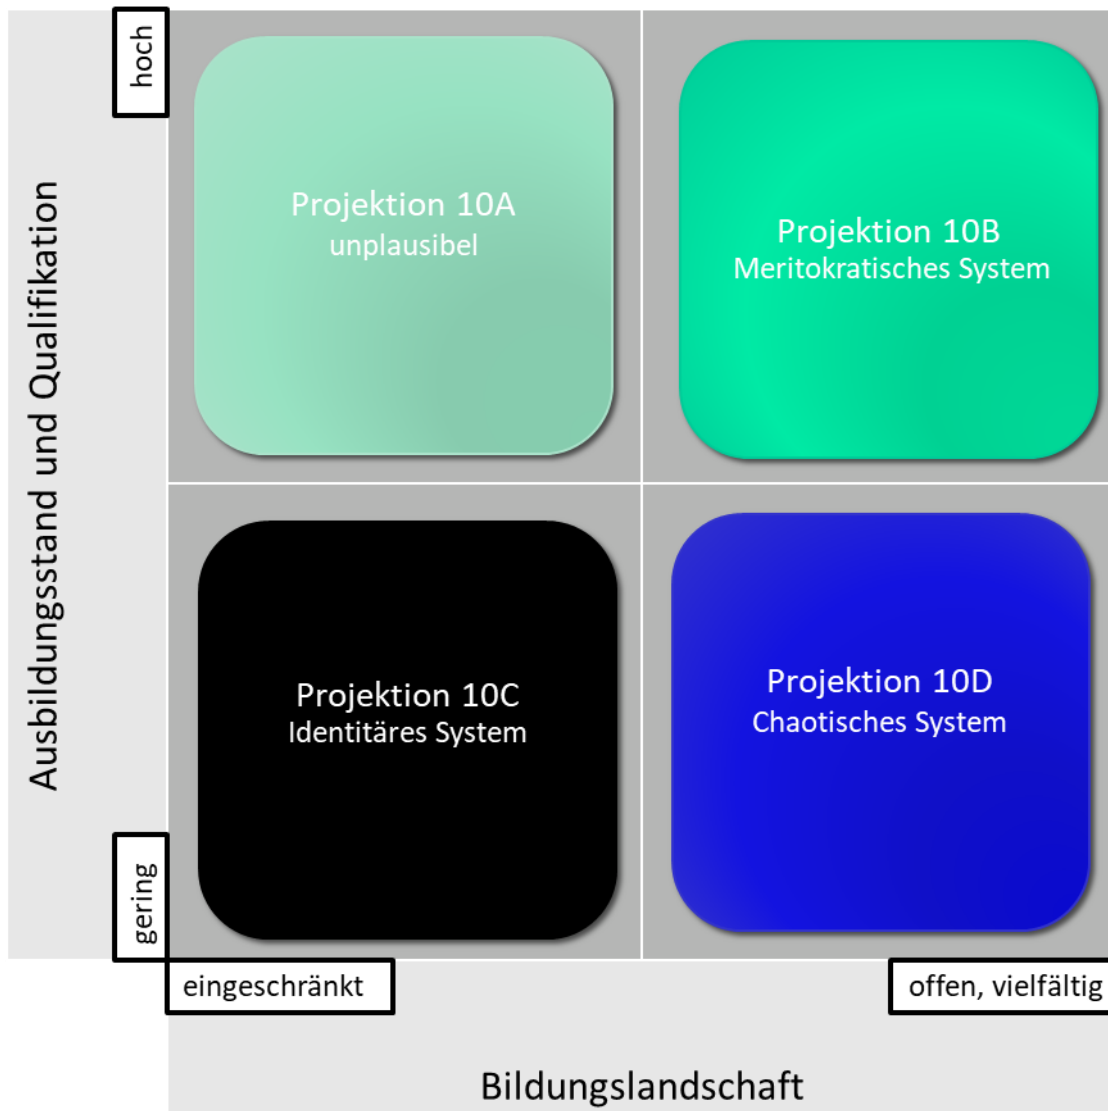 hoch
Ausbildungsstand und Qualifikation
gering
Projektion 10A
unplausibel
Projektion 10B
Meritokratisches System
Projektion 10C
Identitäres System
Projektion 10D
Chaotisches System
eingeschränkt
offen, vielfältig
Bildungslandschaft